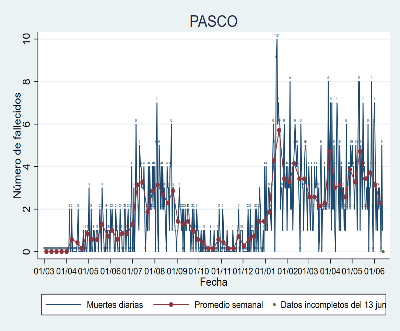 PASCO
Número de fallecidos
10
8
6
4
2
0
01/03 01/04 01/05 01/06 01/07 01/08 01/09 01/10 01/11 01/12 01/01 01/02 01/03 01/04 01/05 01/06
Fecha
Muertes diarias Promedio semanal Datos incompletos del 13 jun